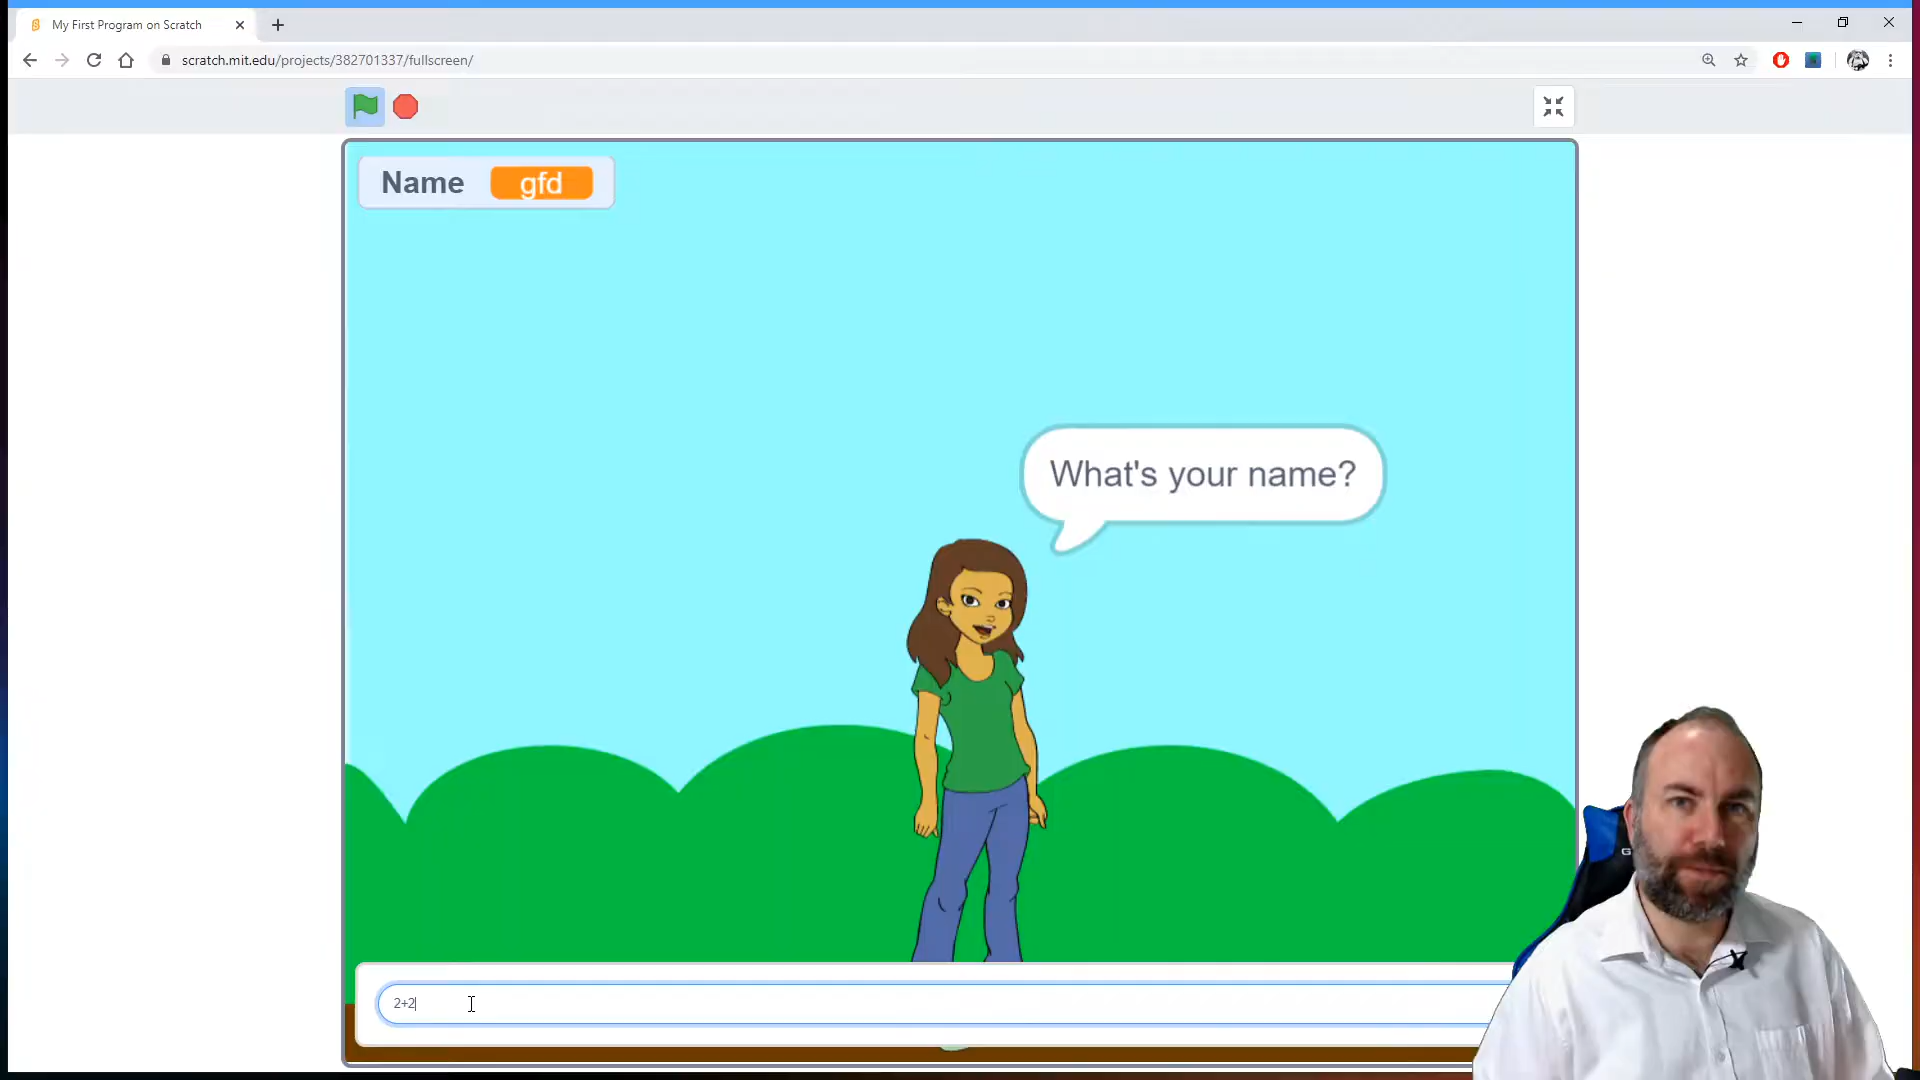 My First Program on Scratch
scratch.mit.edu/projects/382701337/fullscreen/
Name gfd
What's your name?
2+2
G